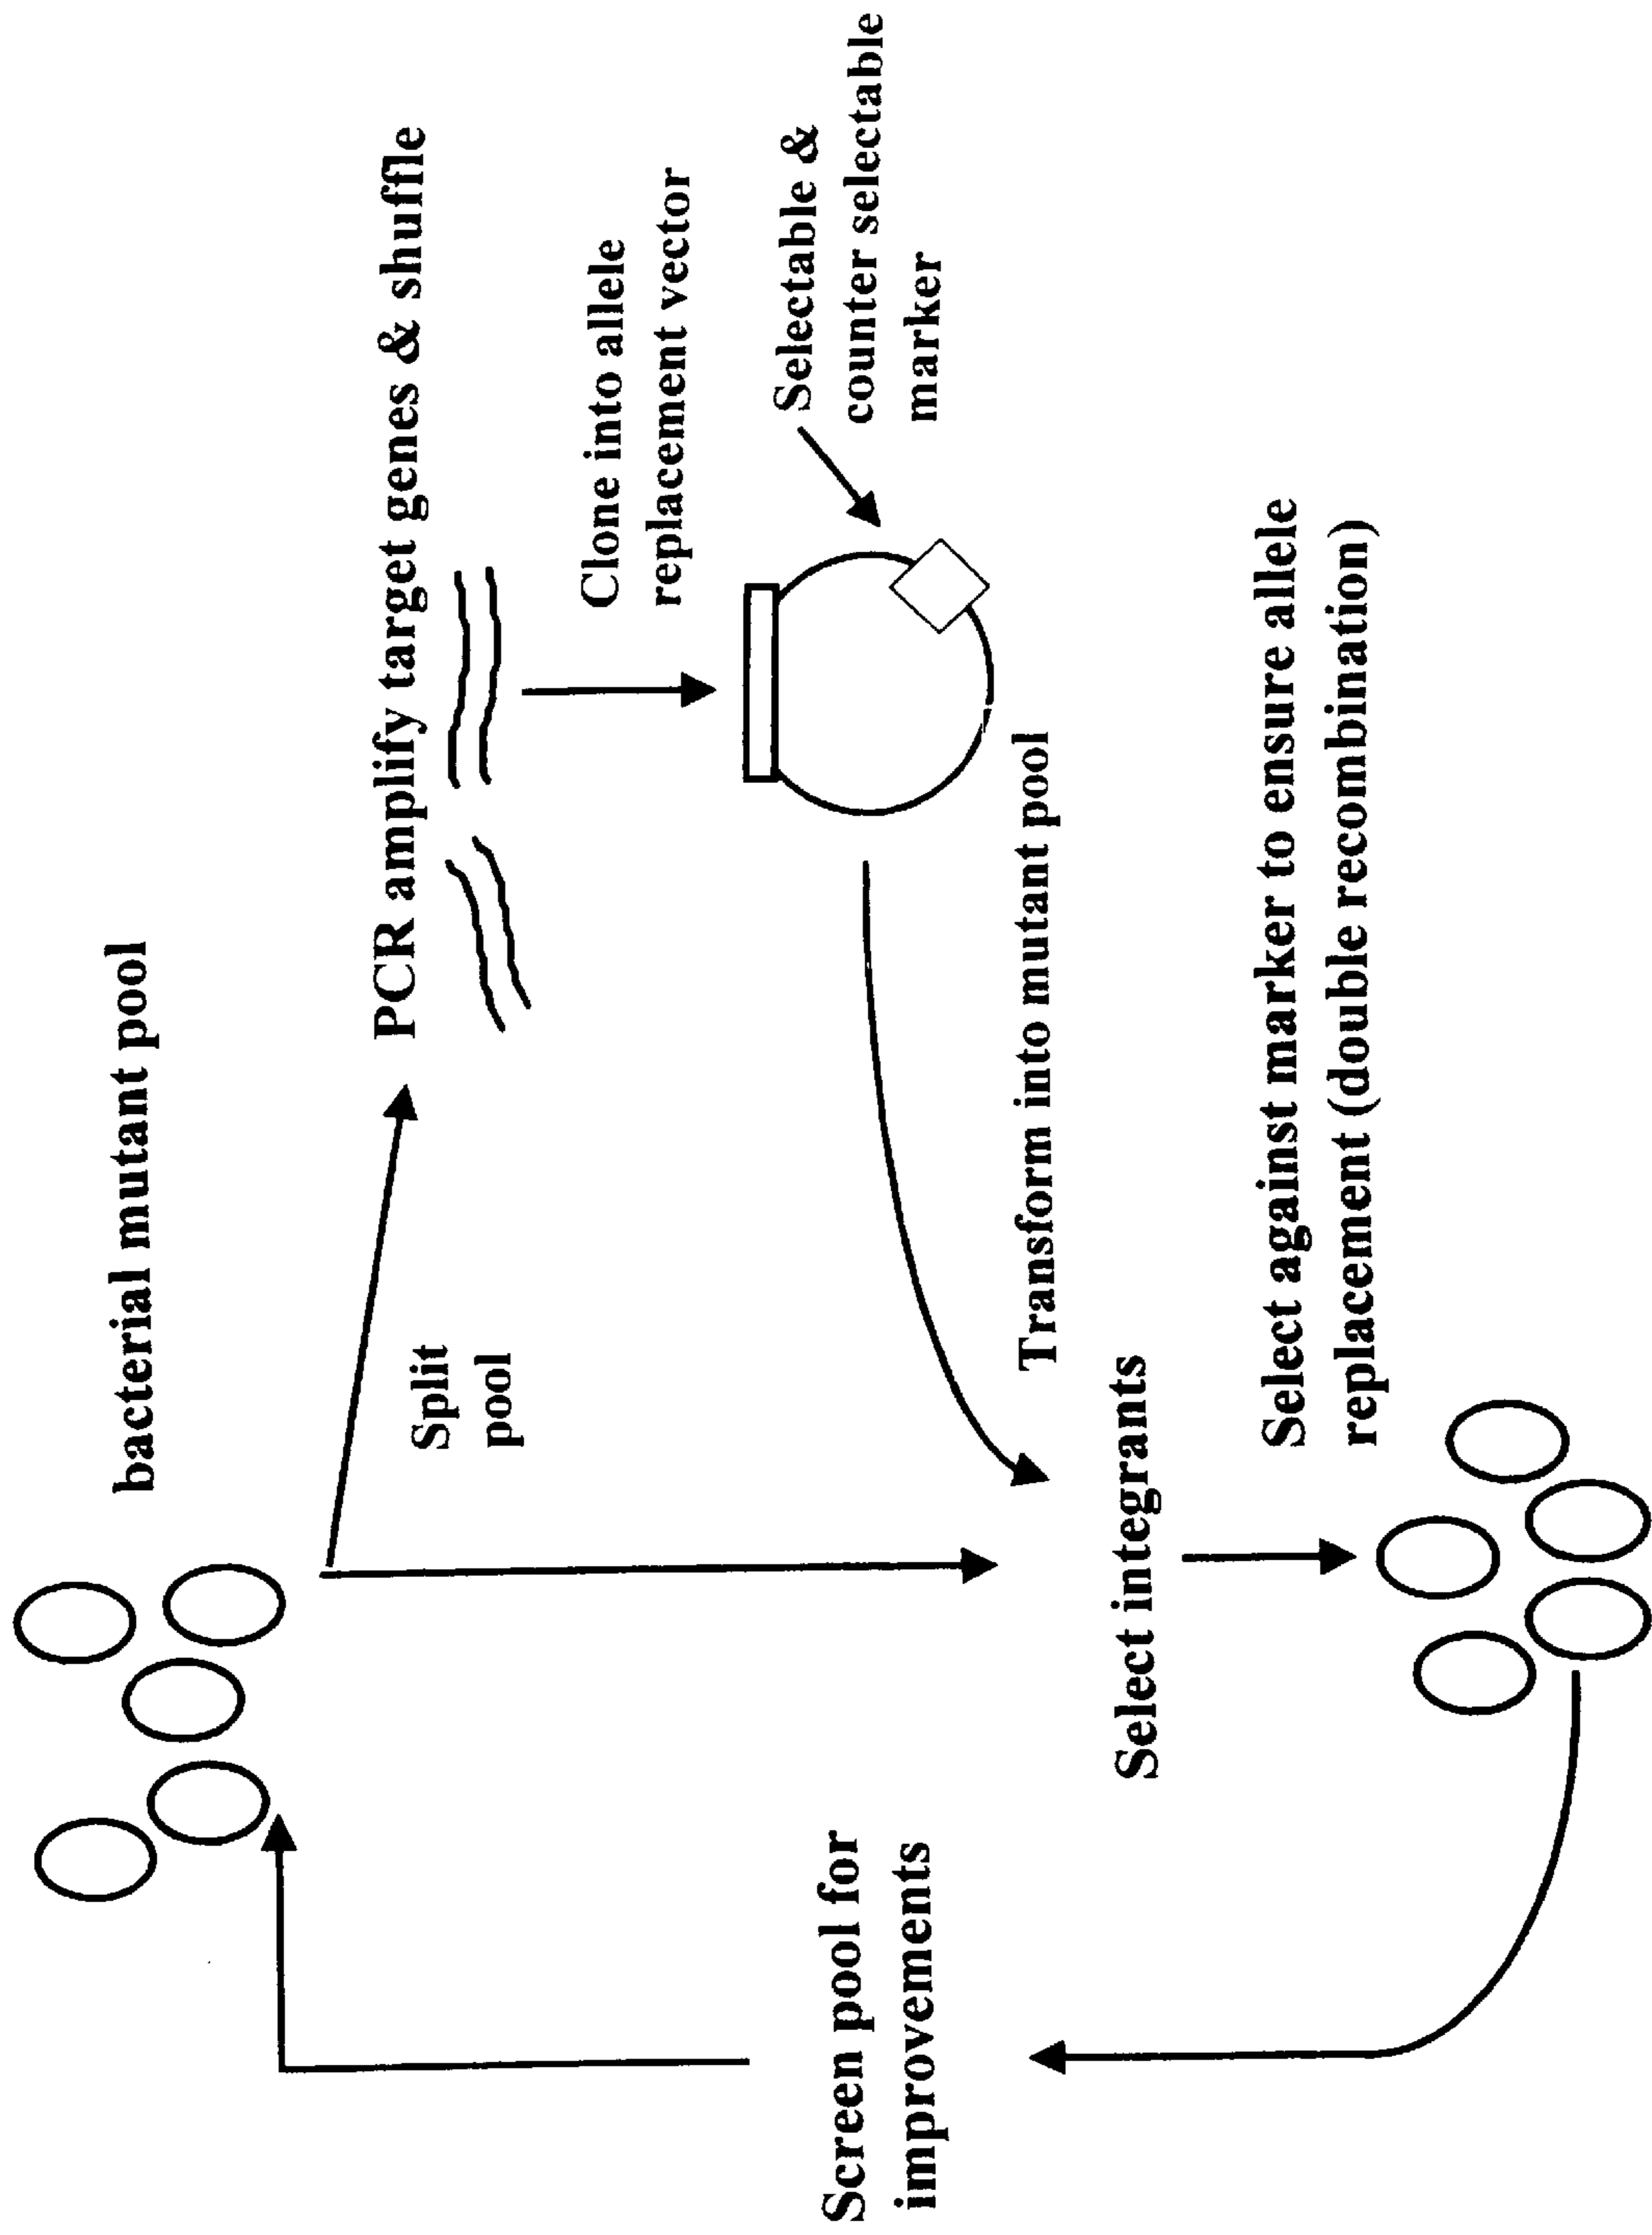 bacterial mutant pool
PCR amplify target genes & shuffle
Split
pool
Clone into allele
replacement vector
Selectable &
counter selectable
marker
Transform into mutant pool
Select integrants
Select against marker to ensure allele
replacement (double recombination)
Screen pool for
improvements